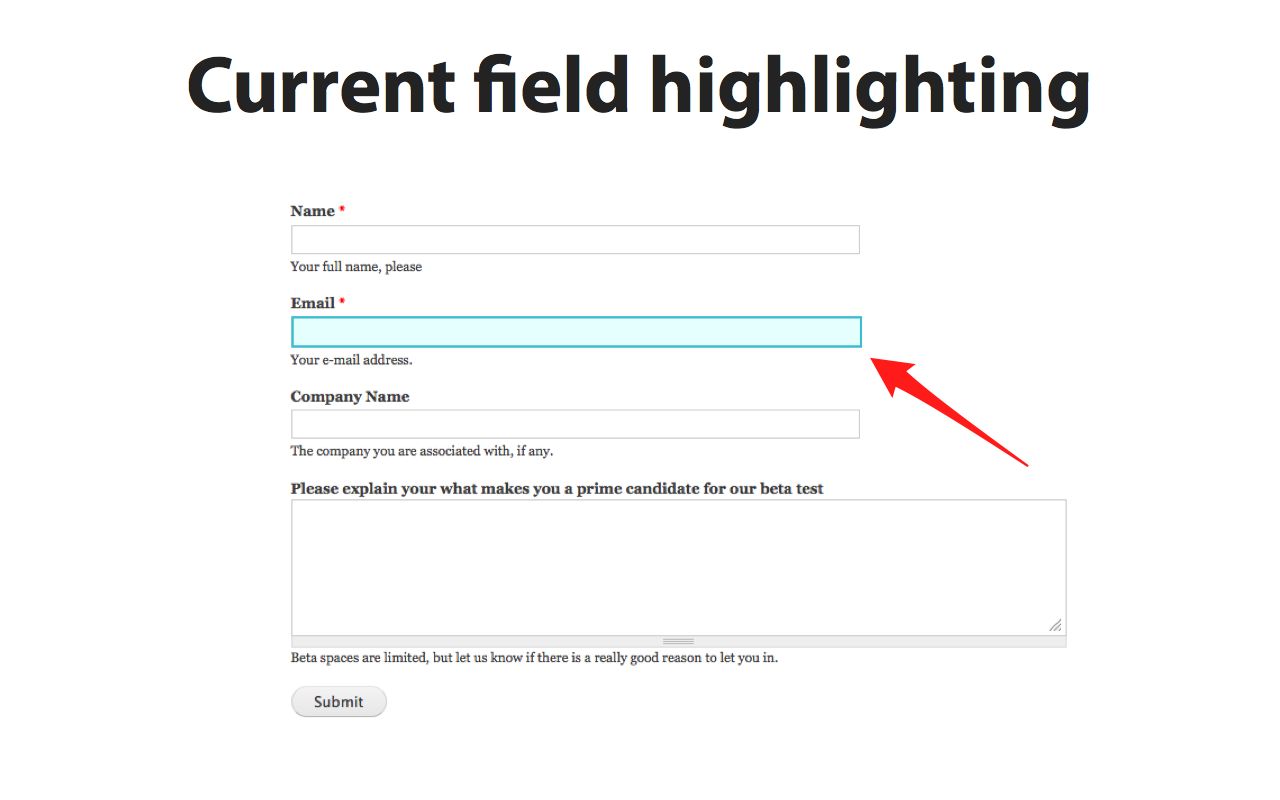 Current field highlighting
Name *
Your full name, please
Email *
Your e-mail address.
Company Name
The company you are associated with, if any.
Please explain your what makes you a prime candidate for our beta test
Beta spaces are limited, but let us know if there is a really good reason to let you in.
Submit